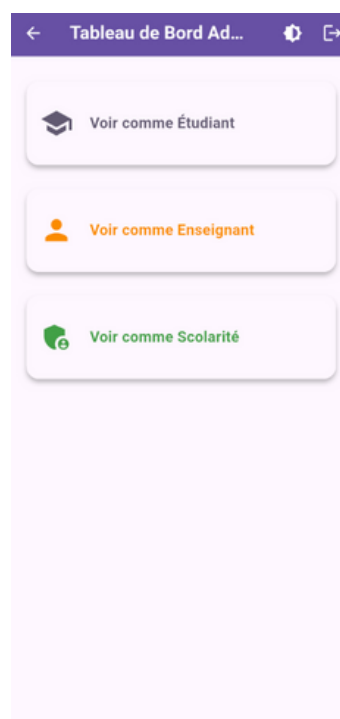 Tableau de Bord Ad...
Voir comme Étudiant
Voir comme Enseignant
Voir comme Scolarité